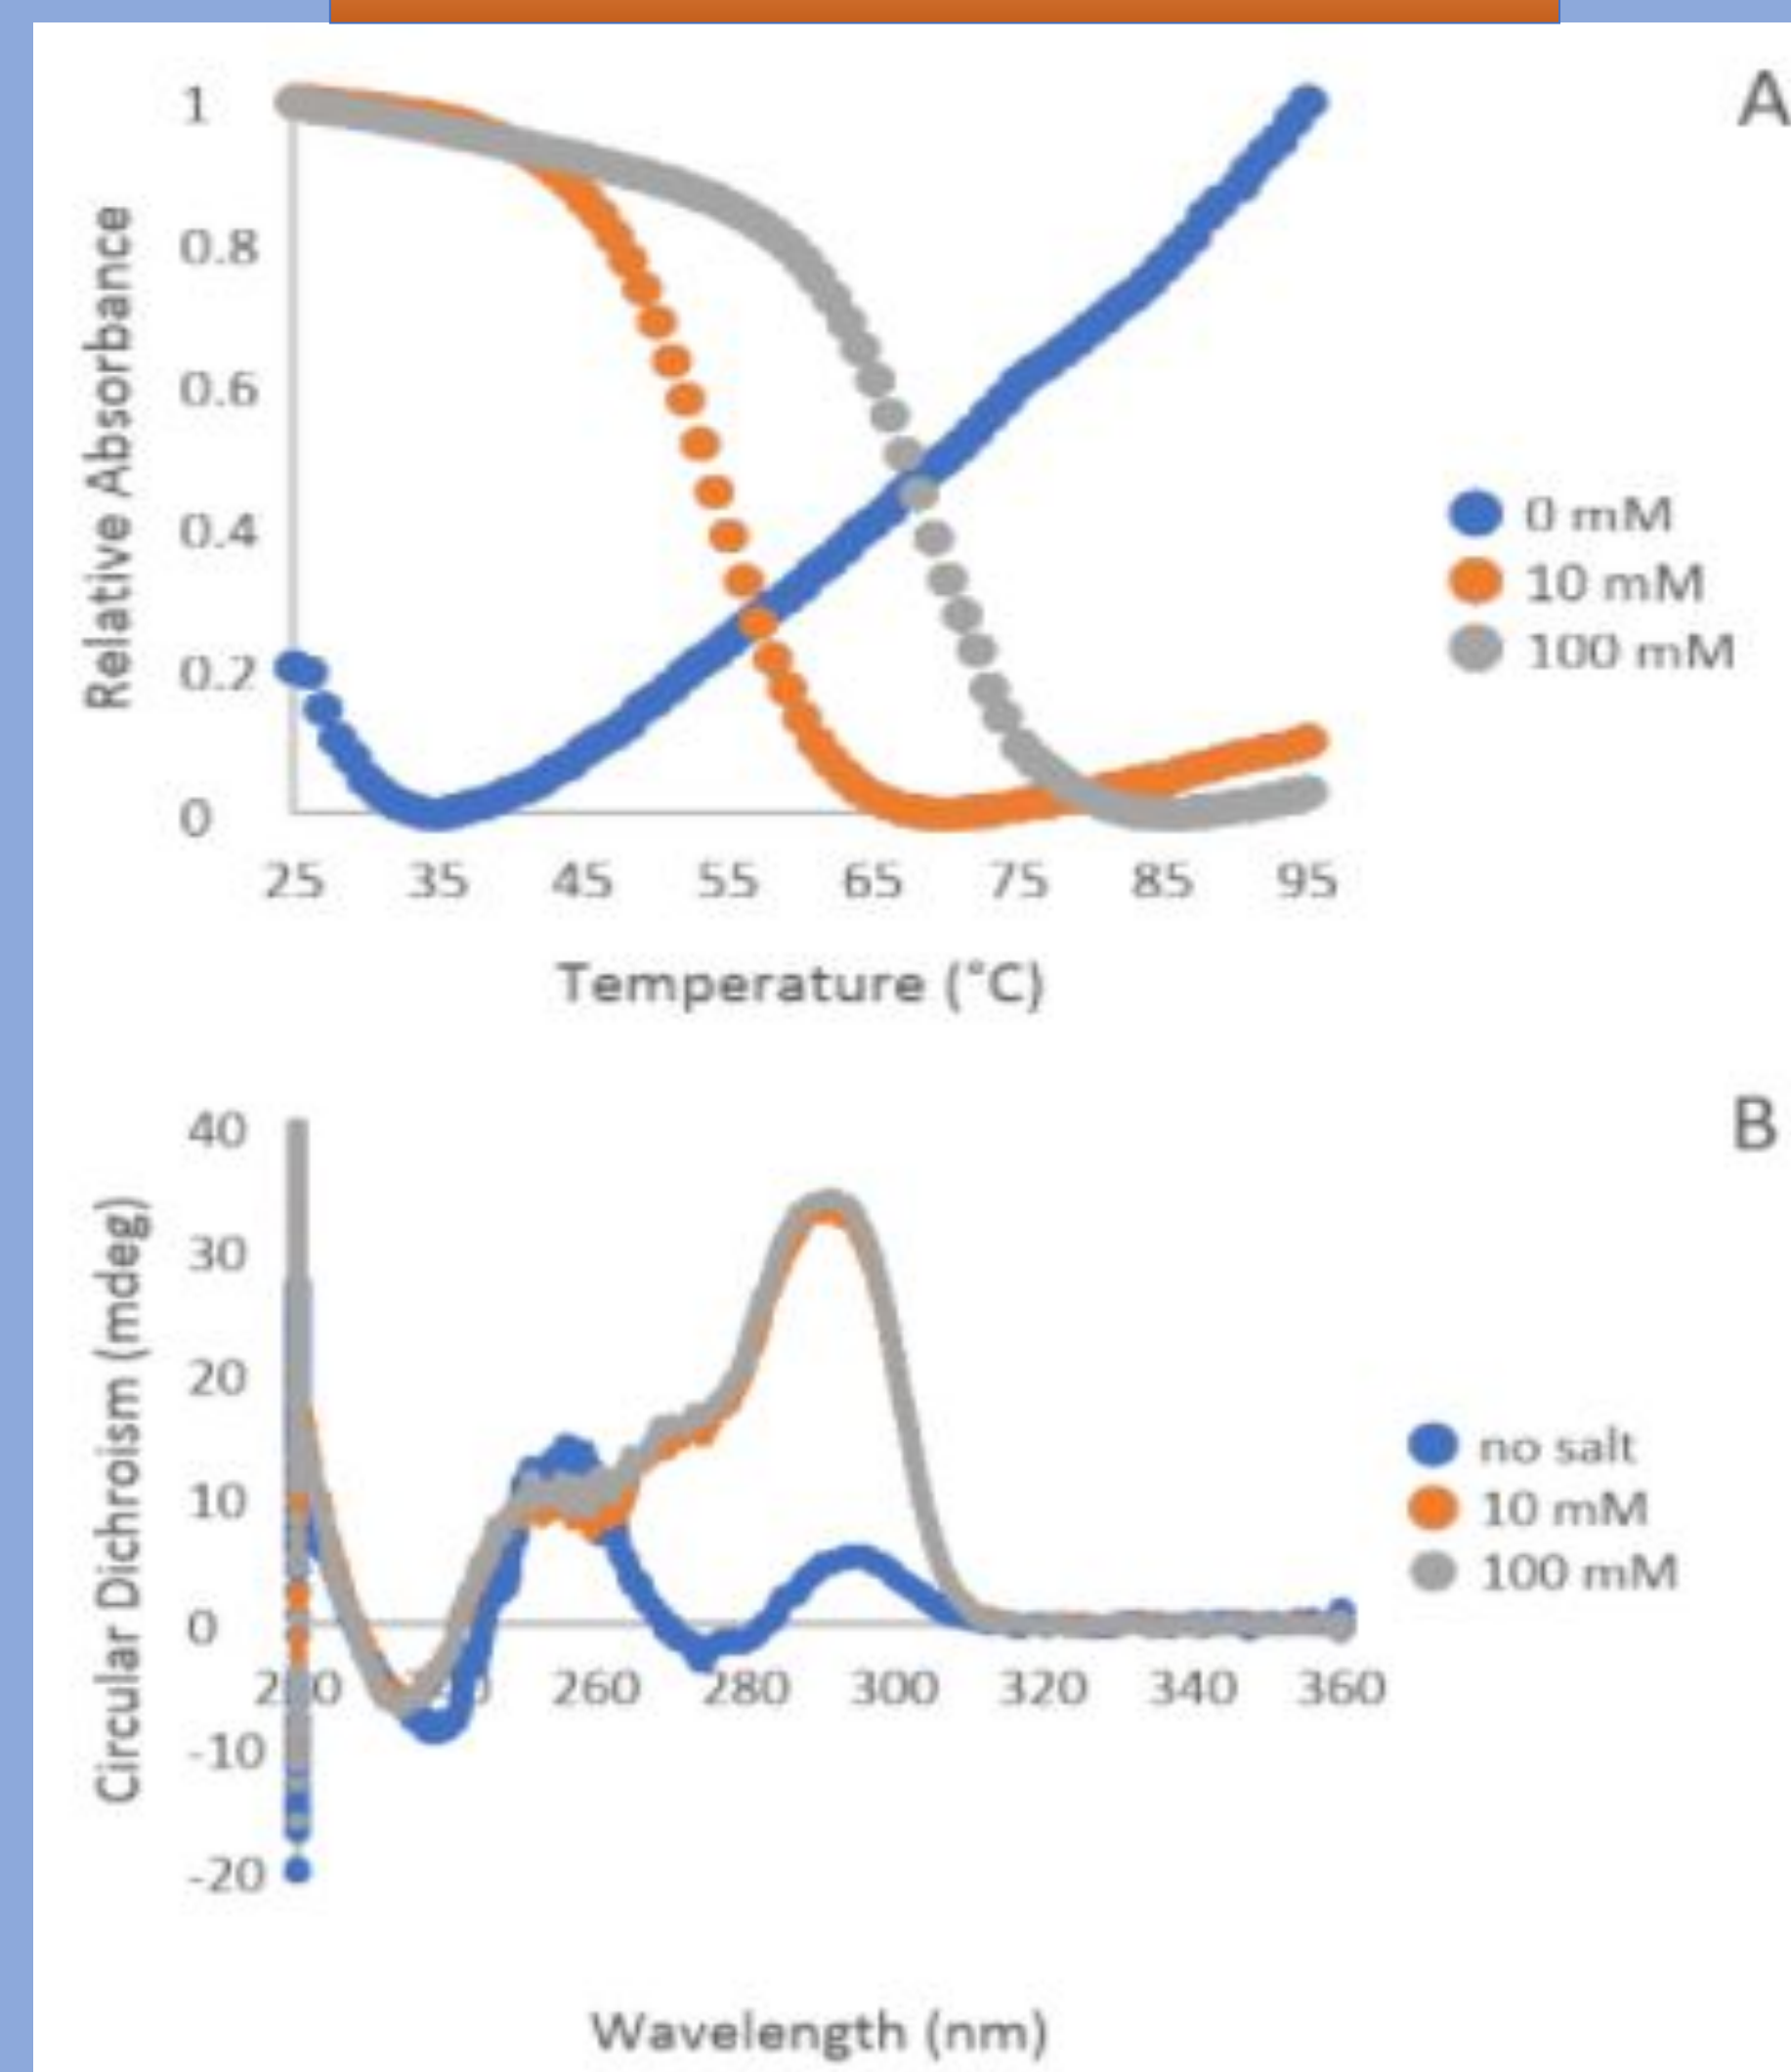 A
1
0.8
0.6
0.4
0.2
0
Relative Absorbance
25 35 45 55 65 75 85 95
Temperature (°C)
0 mM
10 mM
100 mM
B
40
30
20
10
0
-10
-20
Circular Dichroism (mdeg)
260 280 300 320 340 360
Wavelength (nm)
no salt
10 mM
100 mM